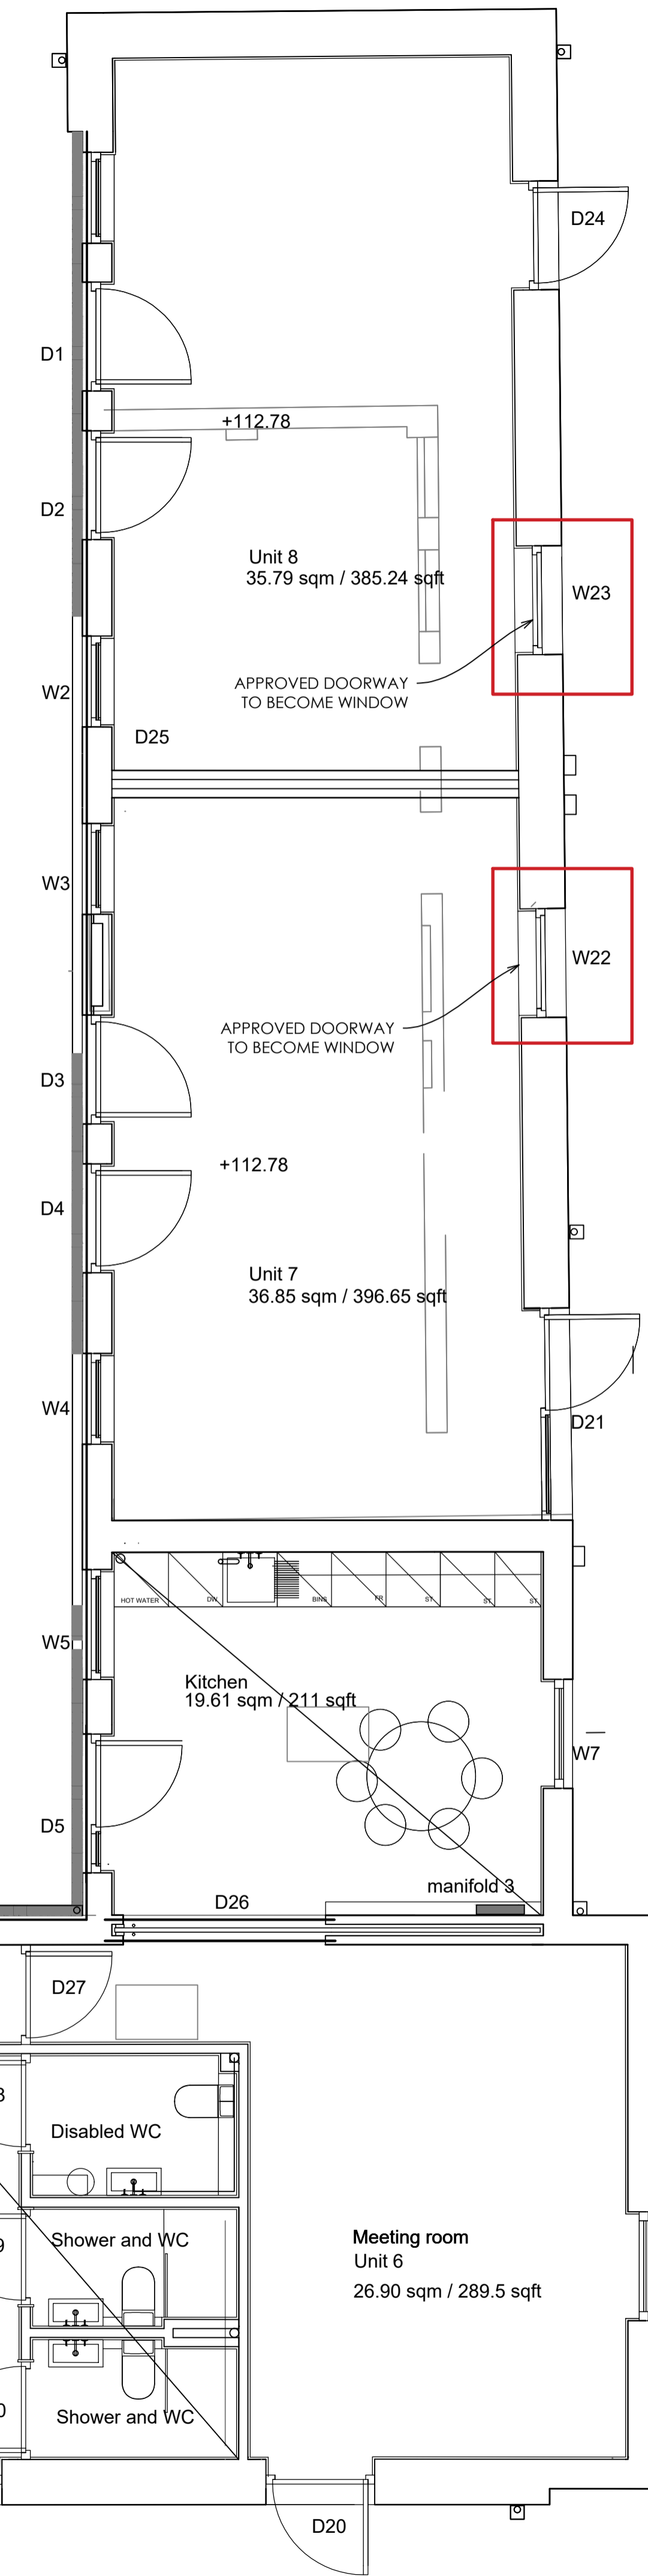 D24
D1
+112.78
D2
Unit 8
35.79 sqm / 385.24 sqft
W23
APPROVED DOORWAY
TO BECOME WINDOW
W2
D25
W3
W22
APPROVED DOORWAY
TO BECOME WINDOW
D3
+112.78
D4
Unit 7
36.85 sqm / 396.65 sqft
W4
D21
HOT WATER
DW
BINS
FR
ST
ST
ST
W5
Kitchen
19.61 sqm / 211 sqft
W7
D5
manifold 3
D26
D27
8
Disabled WC
9
Shower and WC
Meeting room
Unit 6
26.90 sqm / 289.5 sqft
0
Shower and WC
D20